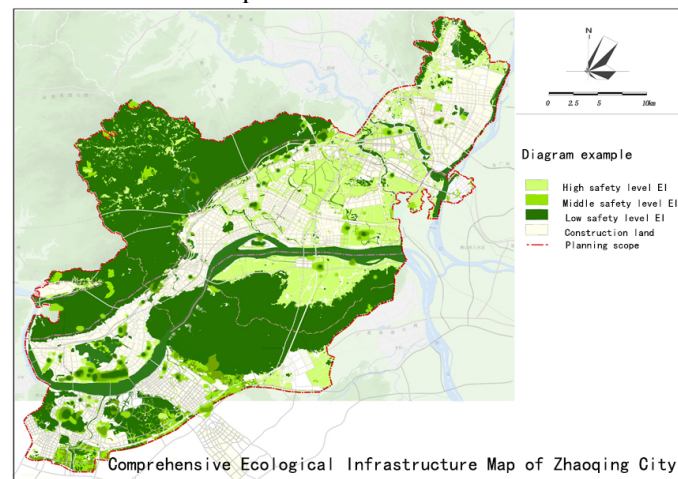 N
0 2.5 5 10km
Diagram example
High safety level EI
Middle safety level EI
Low safety level EI
Construction land
Planning scope
Comprehensive Ecological Infrastructure Map of Zhaoqing City